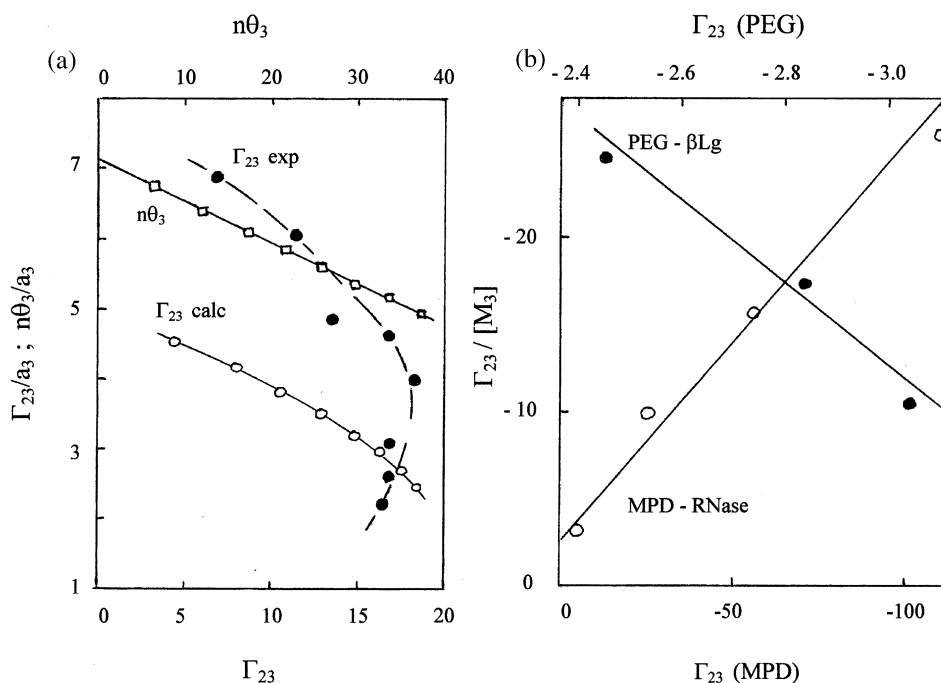 nθ₃
(a)
0 10 20 30 40
Γ₂₃ exp
nθ₃
Γ₂₃ calc
7
5
3
1
Γ₂₃/a₃ ; nθ₃/a₃
0 5 10 15 20
Γ₂₃
Γ₂₃ (PEG)
(b)
- 2.4 - 2.6 - 2.8 - 3.0
PEG - βLg
MPD - RNase
- 20
- 10
0
Γ₂₃ / [M₃]
0 -50 -100
Γ₂₃ (MPD)